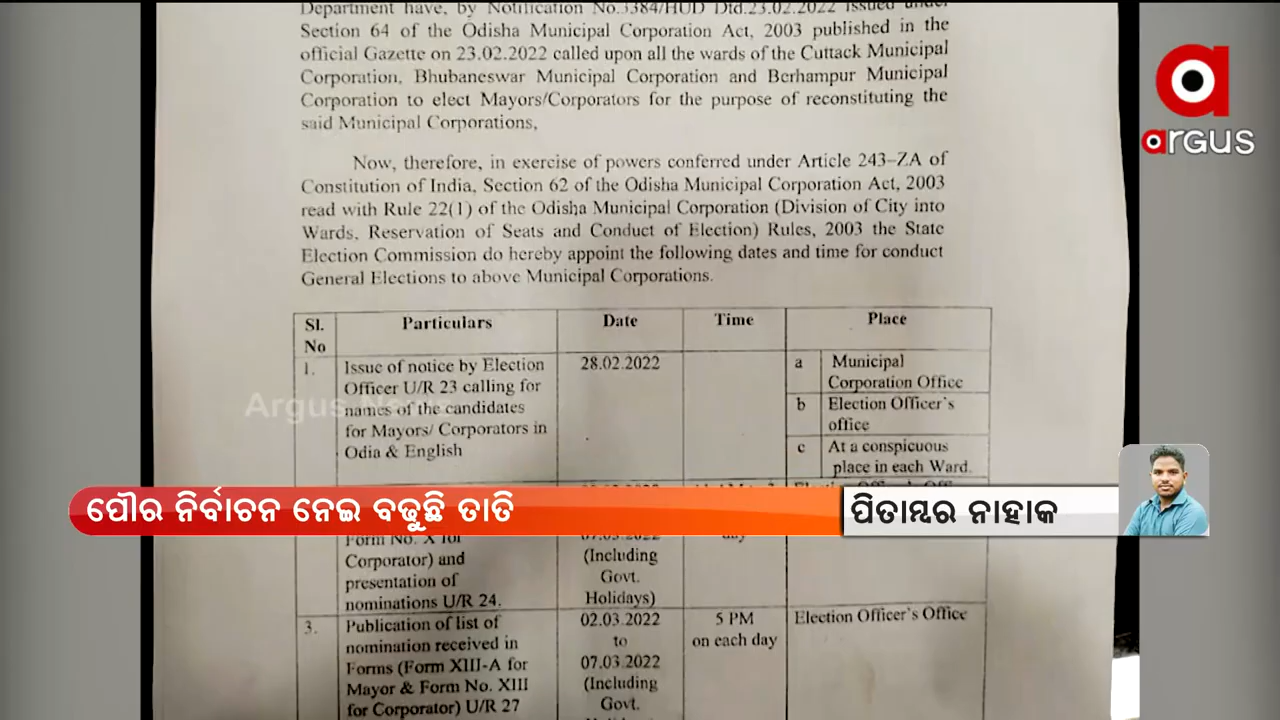 Department have, by Notification No.3384/HUD Dtd.23.02.2022 issued under
Section 64 of the Odisha Municipal Corporation Act, 2003 published in the
official Gazette on 23.02.2022 called upon all the wards of the Cuttack Municipal
Corporation, Bhubaneswar Municipal Corporation and Berhampur Municipal
Corporation to elect Mayors/Corporators for the purpose of reconstituting the
said Municipal Corporations,
Now, therefore, in exercise of powers conferred under Article 243-ZA of
Constitution of India, Section 62 of the Odisha Municipal Corporation Act, 2003
read with Rule 22(1) of the Odisha Municipal Corporation (Division of City into
Wards, Reservation of Seats and Conduct of Election) Rules, 2003 the State
Election Commission do hereby appoint the following dates and time for conduct
General Elections to above Municipal Corporations.
Sl. No Particulars Date Time Place
1. Issue of notice by Election 28.02.2022 a Municipal
Officer U/R 23 calling for Corporation Office
names of the candidates b Election Officer's
for Mayors/ Corporators in office
Odia & English c At a conspicuous
place in each Ward.
Form No. X for 07.03.2022 day
Corporator) and (Including
presentation of Govt.
nominations U/R 24. Holidays)
3. Publication of list of 02.03.2022 5 PM Election Officer's Office
nomination received in to on each day
Forms (Form XIII-A for 07.03.2022
Mayor & Form No. XIII (Including
for Corporator) U/R 27 Govt.
argus
Argus News
ପୌର ନିର୍ବାଚନ ନେଇ ବଢୁଛି ତାତି
ପିତାମ୍ବର ନାହାକ